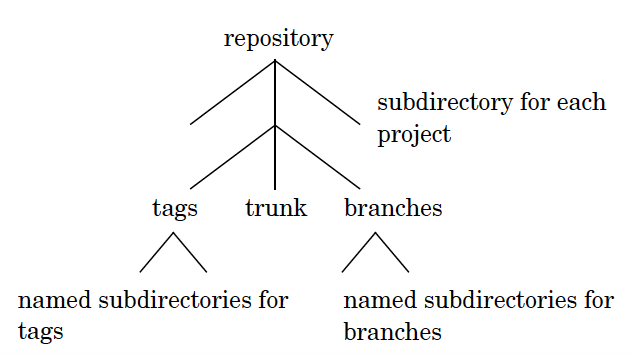 repository
subdirectory for each
project
tags trunk branches
named subdirectories for
tags
named subdirectories for
branches